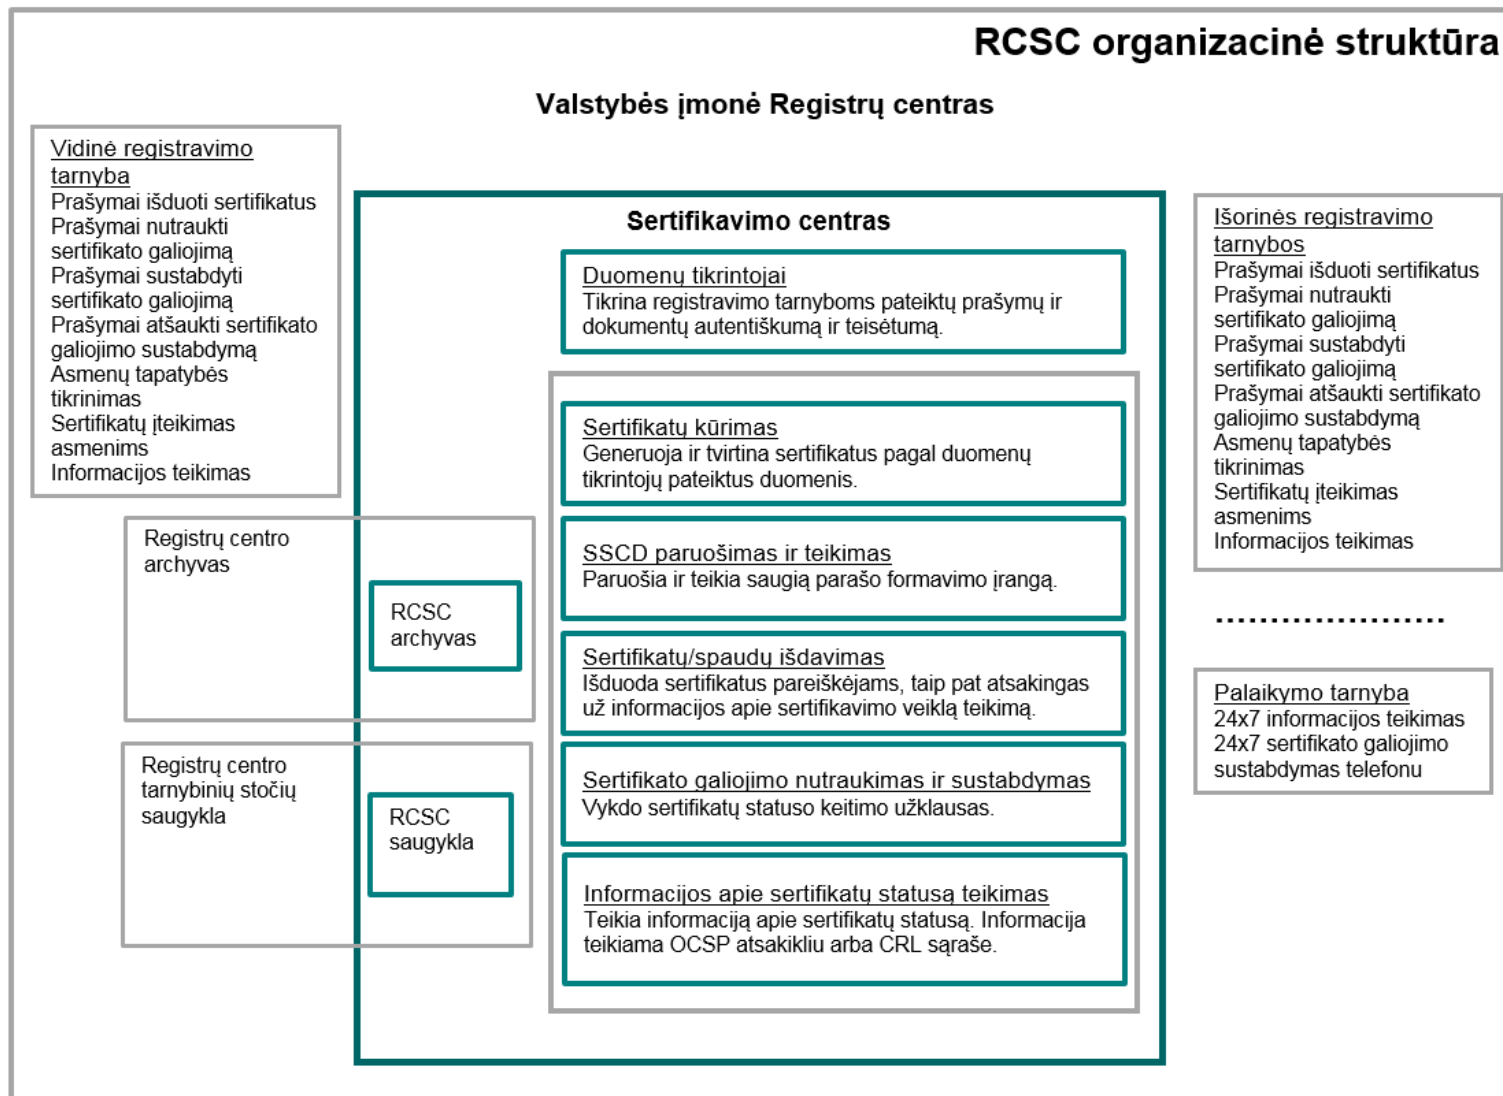 RCSC organizacinė struktūra
Valstybės įmonė Registrų centras
Vidinė registravimo
tarnyba
Prašymai išduoti sertifikatus
Prašymai nutraukti
sertifikato galiojimą
Prašymai sustabdyti
sertifikato galiojimą
Prašymai atšaukti sertifikato
galiojimo sustabdymą
Asmenų tapatybės
tikrinimas
Sertifikatų įteikimas
asmenims
Informacijos teikimas
Registrų centro
archyvas
RCSC
archyvas
Registrų centro
tarnybinių stočių
saugykla
RCSC
saugykla
Sertifikavimo centras
Duomenų tikrintojai
Tikrina registravimo tarnyboms pateiktų prašymų ir
dokumentų autentiškumą ir teisėtumą.
Sertifikatų kūrimas
Generuoja ir tvirtina sertifikatus pagal duomenų
tikrintojų pateiktus duomenis.
SSCD paruošimas ir teikimas
Paruošia ir teikia saugią parašo formavimo įrangą.
Sertifikatų/spaudų išdavimas
Išduoda sertifikatus pareiškėjams, taip pat atsakingas
už informacijos apie sertifikavimo veiklą teikimą.
Sertifikato galiojimo nutraukimas ir sustabdymas
Vykdo sertifikatų statuso keitimo užklausas.
Informacijos apie sertifikatų statusą teikimas
Teikia informaciją apie sertifikatų statusą. Informacija
teikiama OCSP atsakikliu arba CRL sąraše.
Išorinės registravimo
tarnybos
Prašymai išduoti sertifikatus
Prašymai nutraukti
sertifikato galiojimą
Prašymai sustabdyti
sertifikato galiojimą
Prašymai atšaukti sertifikato
galiojimo sustabdymą
Asmenų tapatybės
tikrinimas
Sertifikatų įteikimas
asmenims
Informacijos teikimas
.....................
Palaikymo tarnyba
24x7 informacijos teikimas
24x7 sertifikato galiojimo
sustabdymas telefonu